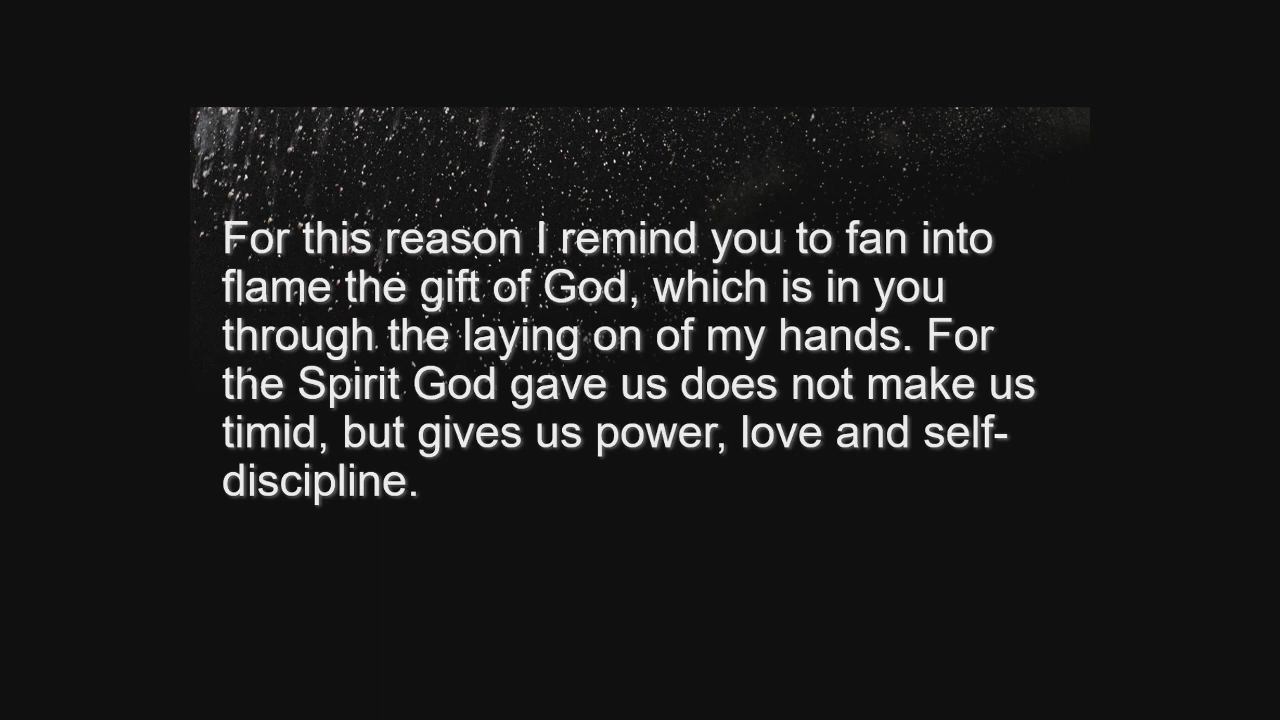 For this reason I remind you to fan into
flame the gift of God, which is in you
through the laying on of my hands. For
the Spirit God gave us does not make us
timid, but gives us power, love and self-
discipline.